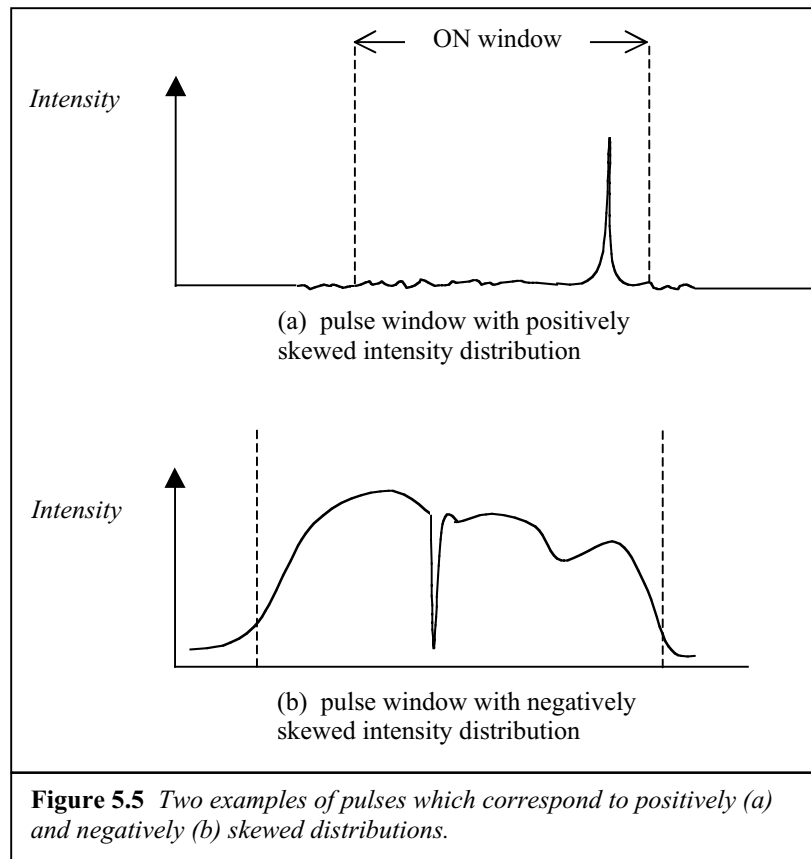 ON window
Intensity
(a) pulse window with positively
skewed intensity distribution
Intensity
(b) pulse window with negatively
skewed intensity distribution
Figure 5.5 Two examples of pulses which correspond to positively (a)
and negatively (b) skewed distributions.